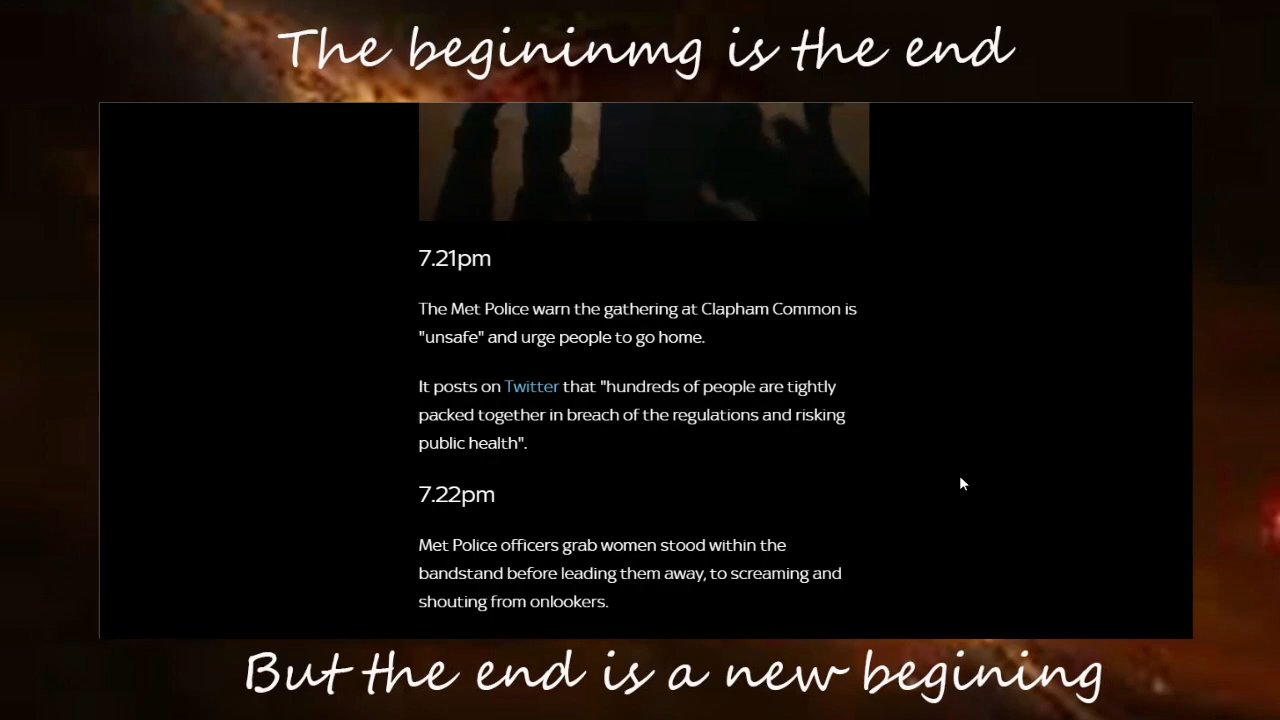 The begininmg is the end
7.21pm
The Met Police warn the gathering at Clapham Common is
"unsafe" and urge people to go home.
It posts on Twitter that "hundreds of people are tightly
packed together in breach of the regulations and risking
public health".
7.22pm
Met Police officers grab women stood within the
bandstand before leading them away, to screaming and
shouting from onlookers.
But the end is a new begining